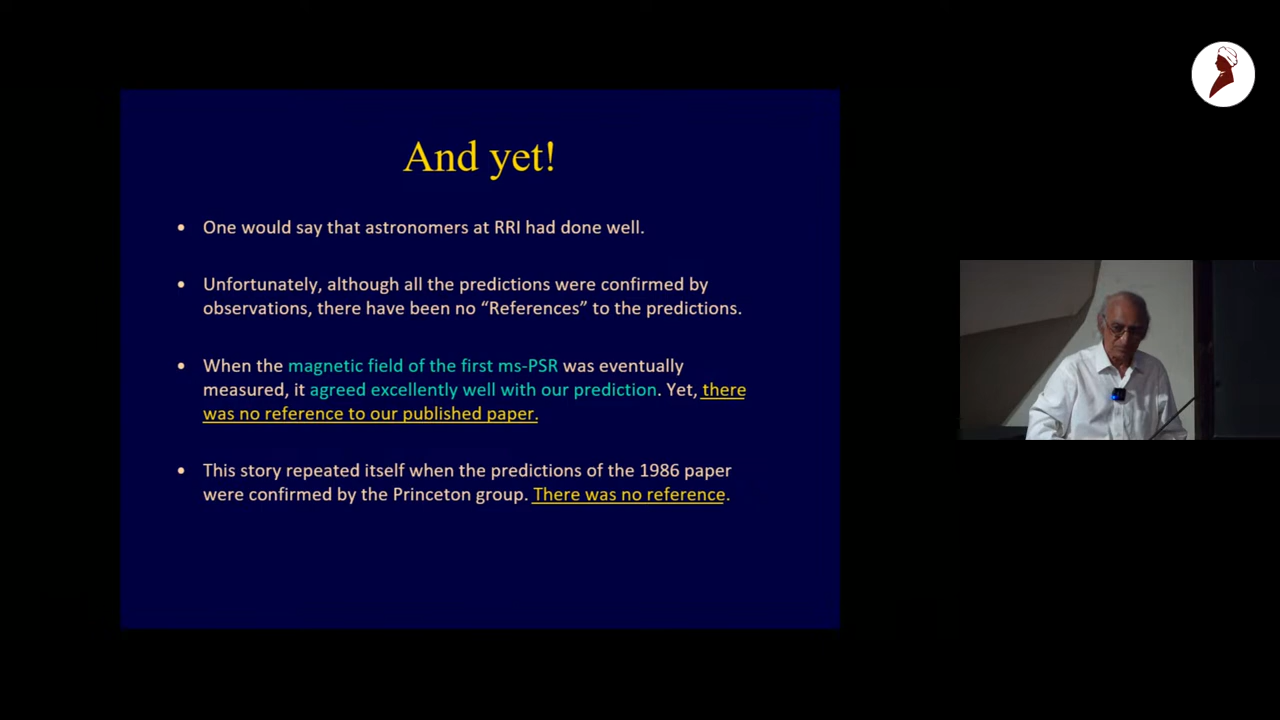 And yet!
• One would say that astronomers at RRI had done well.
• Unfortunately, although all the predictions were confirmed by
observations, there have been no “References” to the predictions.
• When the magnetic field of the first ms-PSR was eventually
measured, it agreed excellently well with our prediction. Yet, there
was no reference to our published paper.
• This story repeated itself when the predictions of the 1986 paper
were confirmed by the Princeton group. There was no reference.